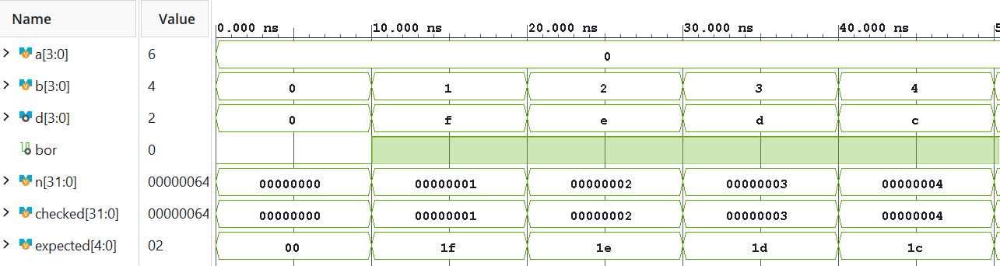 Name Value
0.000 ns 10.000 ns 20.000 ns 30.000 ns 40.000 ns 5
a[3:0] 6 0
b[3:0] 4 0 1 2 3 4
d[3:0] 2 0 f e d c
bor 0
n[31:0] 00000064 00000000 00000001 00000002 00000003 00000004
checked[31:0] 00000064 00000000 00000001 00000002 00000003 00000004
expected[4:0] 02 00 1f 1e 1d 1c